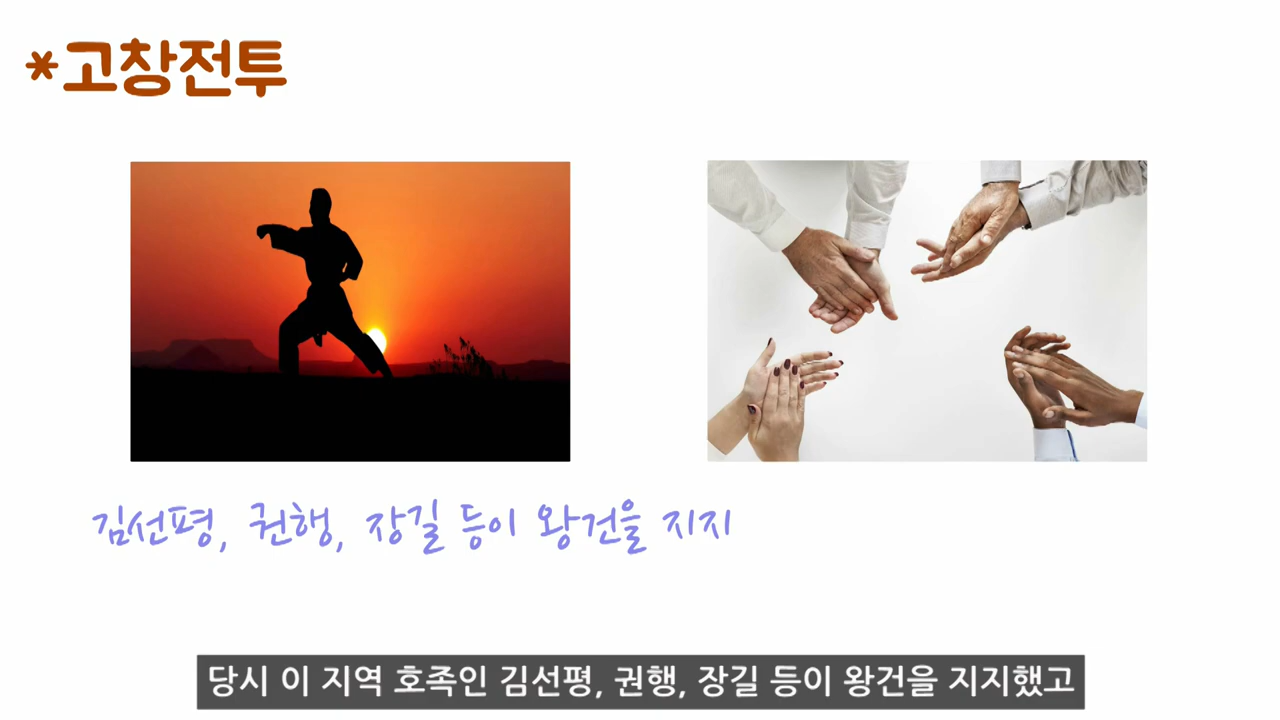 *고창전투
김선평, 권행, 장길 등이 왕건을 지지
당시 이 지역 호족인 김선평, 권행, 장길 등이 왕건을 지지했고